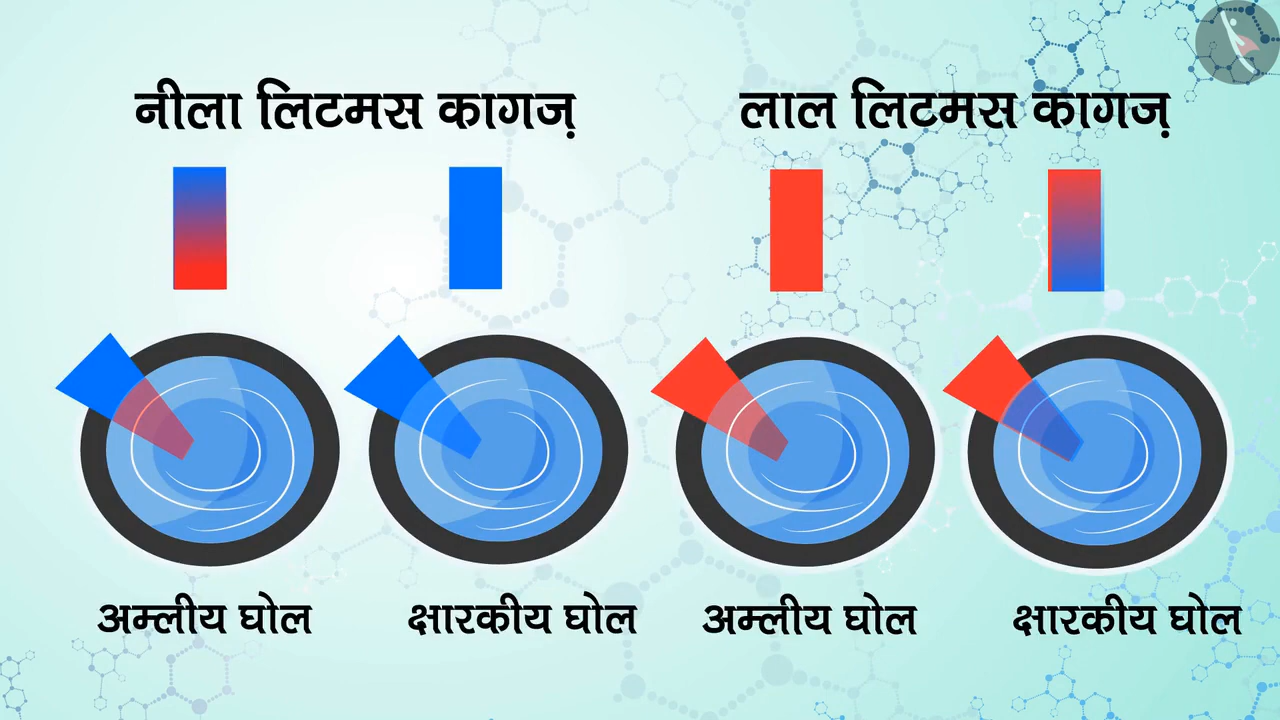 नीला लिटमस कागज़
लाल लिटमस कागज़
अम्लीय घोल
क्षारकीय घोल
अम्लीय घोल
क्षारकीय घोल